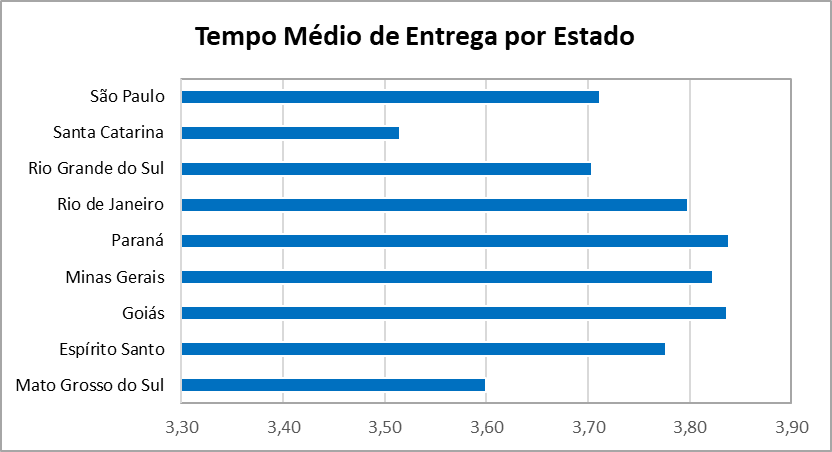 Tempo Médio de Entrega por Estado
São Paulo
Santa Catarina
Rio Grande do Sul
Rio de Janeiro
Paraná
Minas Gerais
Goiás
Espírito Santo
Mato Grosso do Sul
3,30 3,40 3,50 3,60 3,70 3,80 3,90